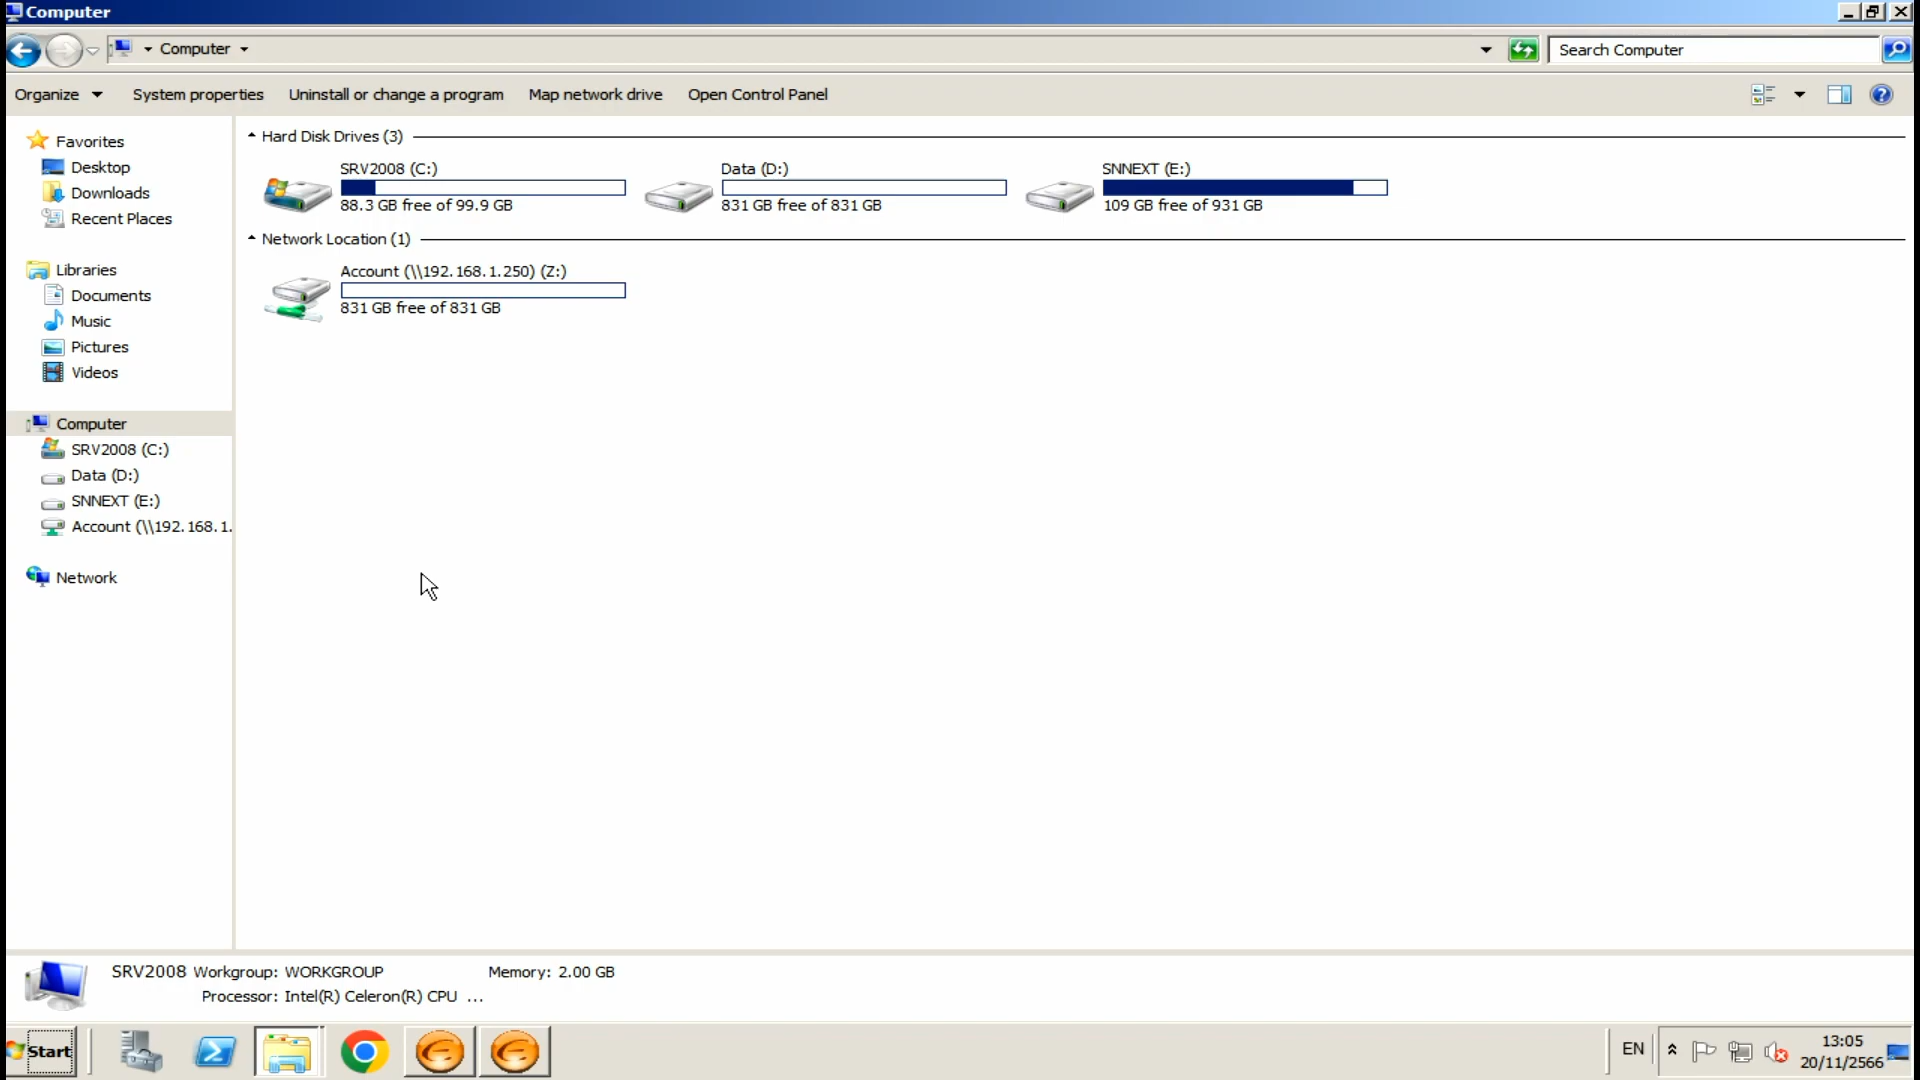 Computer
Computer
Search Computer
Organize
System properties
Uninstall or change a program
Map network drive
Open Control Panel
Favorites
Desktop
Downloads
Recent Places
Libraries
Documents
Music
Pictures
Videos
Computer
SRV2008 (C:)
Data (D:)
SNNEXT (E:)
Account (\\192.168.1.
Network
Hard Disk Drives (3)
SRV2008 (C:)
88.3 GB free of 99.9 GB
Data (D:)
831 GB free of 831 GB
SNNEXT (E:)
109 GB free of 931 GB
Network Location (1)
Account (\\192.168.1.250) (Z:)
831 GB free of 831 GB
SRV2008 Workgroup: WORKGROUP
Memory: 2.00 GB
Processor: Intel(R) Celeron(R) CPU ...
Start
EN
13:05
20/11/2566